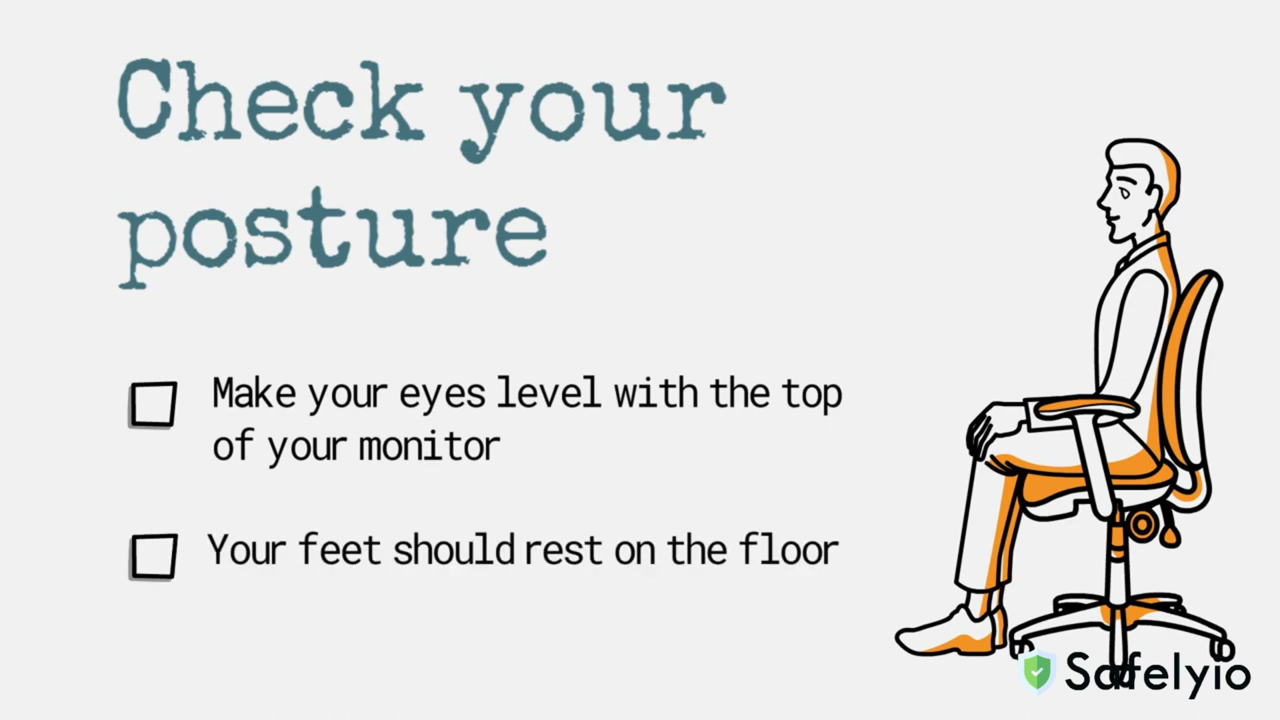 Check your
posture
Make your eyes level with the top
of your monitor
Your feet should rest on the floor
Safelyio